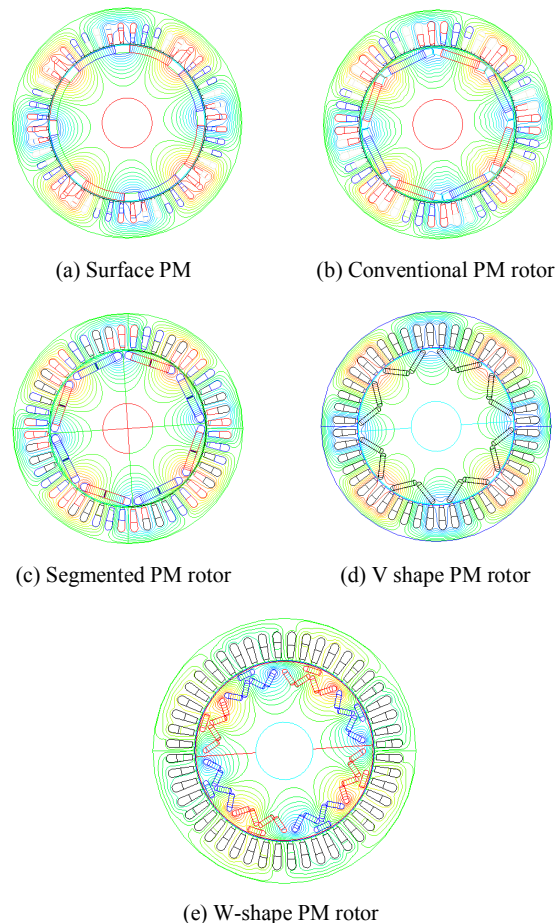 (a) Surface PM
(b) Conventional PM rotor
(c) Segmented PM rotor
(d) V shape PM rotor
(e) W-shape PM rotor